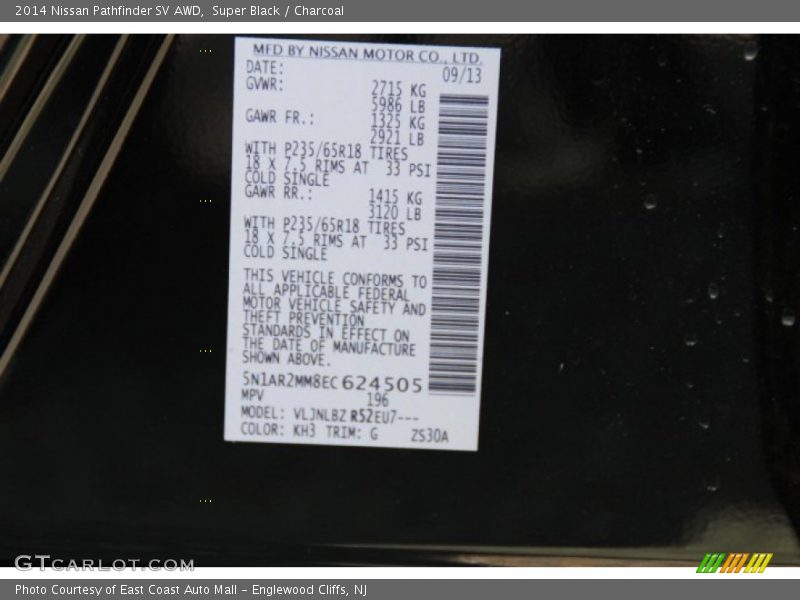 2014 Nissan Pathfinder SV AWD,  Super Black / Charcoal
MFD BY NISSAN MOTOR CO., LTD.
DATE: 09/13
GVWR: 2715 KG
5986 LB
GAWR FR.: 1325 KG
2921 LB
WITH P235/65R18 TIRES
18 X 7.5 RIMS AT 33 PSI
COLD SINGLE
GAWR RR.: 1415 KG
3120 LB
WITH P235/65R18 TIRES
18 X 7.5 RIMS AT 33 PSI
COLD SINGLE
THIS VEHICLE CONFORMS TO
ALL APPLICABLE FEDERAL
MOTOR VEHICLE SAFETY AND
THEFT PREVENTION
STANDARDS IN EFFECT ON
THE DATE OF MANUFACTURE
SHOWN ABOVE.
5N1AR2MM8EC624505
MPV 196
MODEL: VLJNLBZ R52EU7---
COLOR: KH3 TRIM: G ZS30A
GTCARLOT.COM
Photo Courtesy of East Coast Auto Mall - Englewood Cliffs, NJ